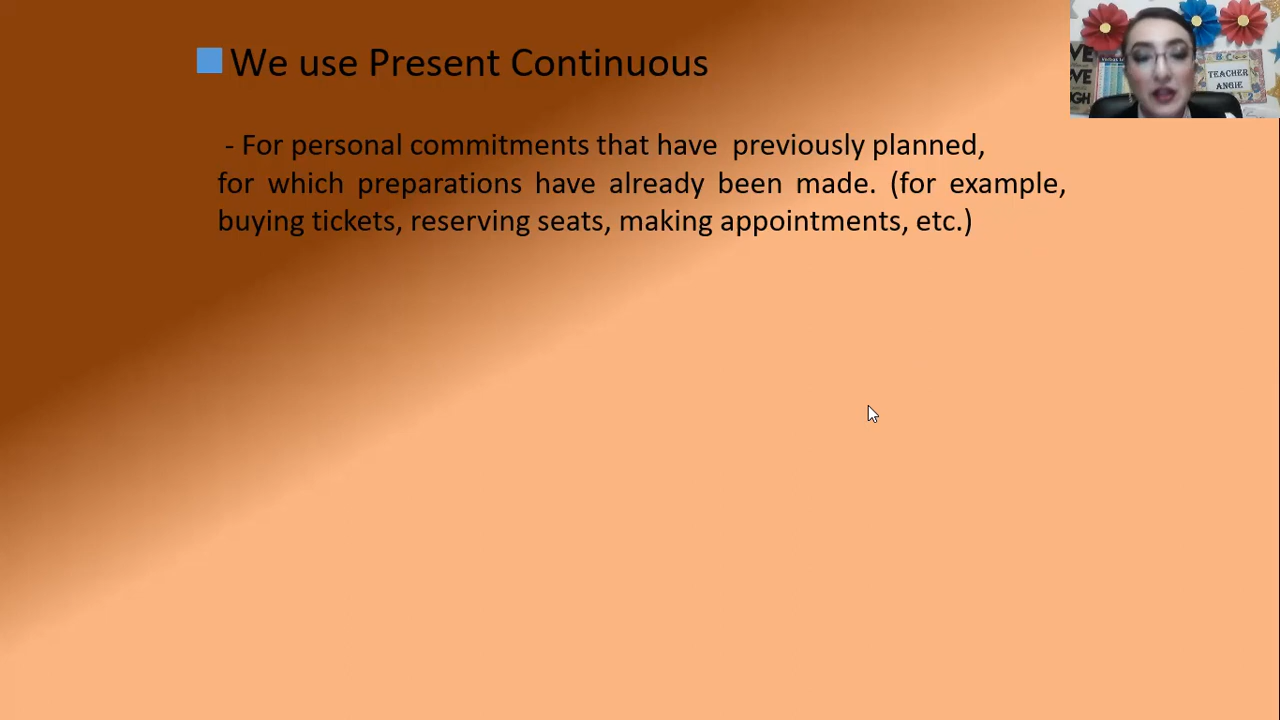 We use Present Continuous
- For personal commitments that have previously planned,
for which preparations have already been made. (for example,
buying tickets, reserving seats, making appointments, etc.)
TEACHER
ANGIE